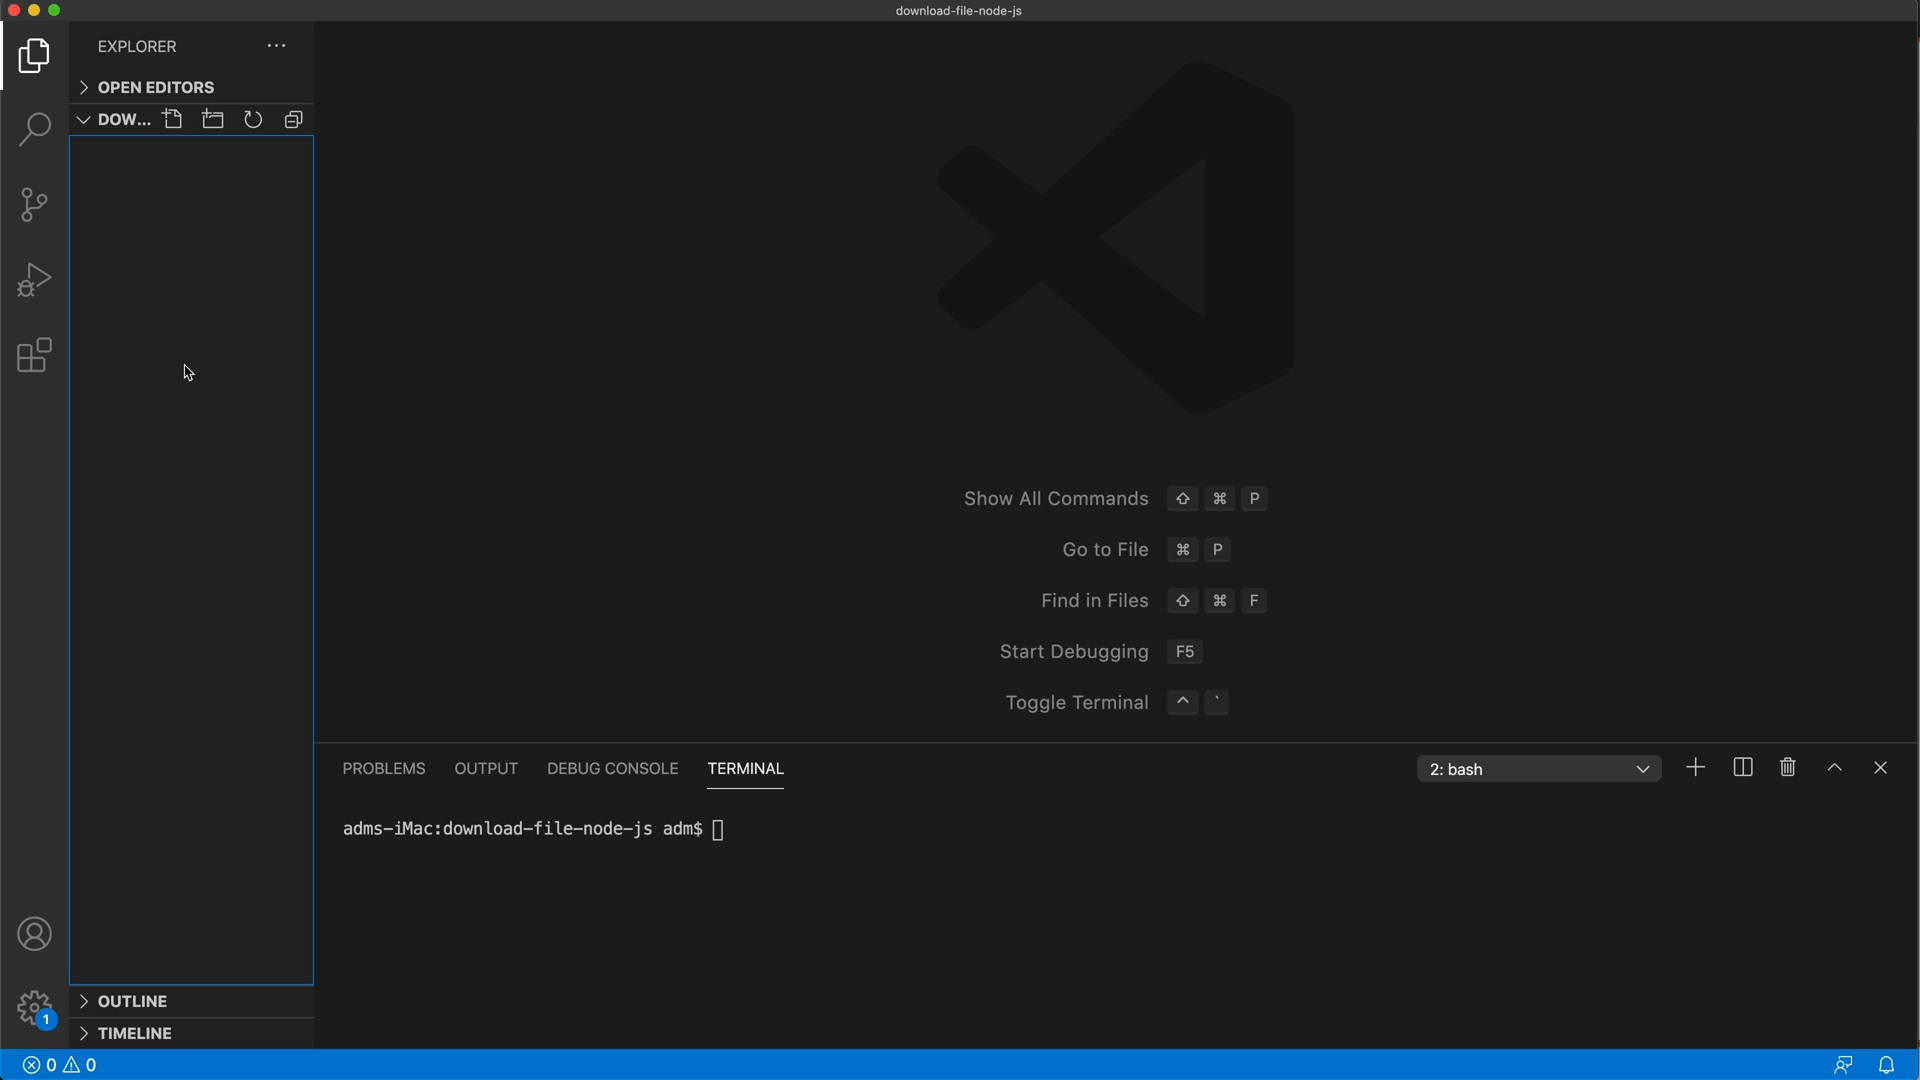 download-file-node-js
EXPLORER
OPEN EDITORS
DOW...
Show All Commands ⇧ ⌘ P
Go to File ⌘ P
Find in Files ⇧ ⌘ F
Start Debugging F5
Toggle Terminal ^ `
PROBLEMS OUTPUT DEBUG CONSOLE TERMINAL 2: bash
adms-iMac:download-file-node-js adm$
OUTLINE
1
TIMELINE
0 0